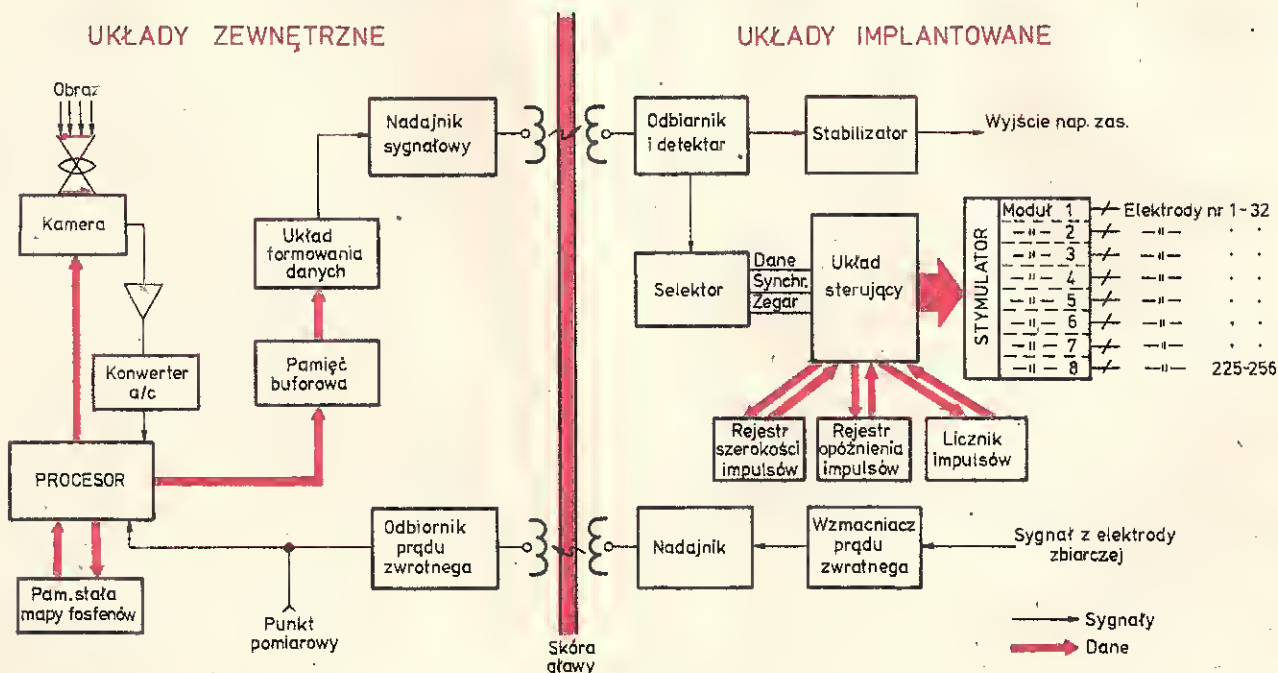 UKŁADY ZEWNĘTRZNE
UKŁADY IMPLANTOWANE
Obraz
Kamera
Konwerter
a/c
PROCESOR
Pam. stała
mapy fosfenów
Nadajnik
sygnałowy
Układ
formowania
danych
Pamięć
buforowa
Odbiornik
prądu
zwrotnego
Punkt
pomiarowy
Skóra
głowy
Odbiornik
i detektor
Stabilizator
Wyjście nap. zas.
Selektor
Dane
Synchr.
Zegar
Układ
sterujący
STYMULATOR
Moduł 1 Elektrody nr 1-32
—"— 2 —"— . .
—"— 3 —"— . .
—"— 4 —"— . .
—"— 5 —"— . .
—"— 6 —"— . .
—"— 7 —"— . .
—"— 8 —"— 225-256
Rejestr
szerokości
impulsów
Rejestr
opóźnienia
impulsów
Licznik
impulsów
Nadajnik
Wzmacniacz
prądu
zwrotnego
Sygnał z elektrody
zbiorczej
Sygnały
Dane